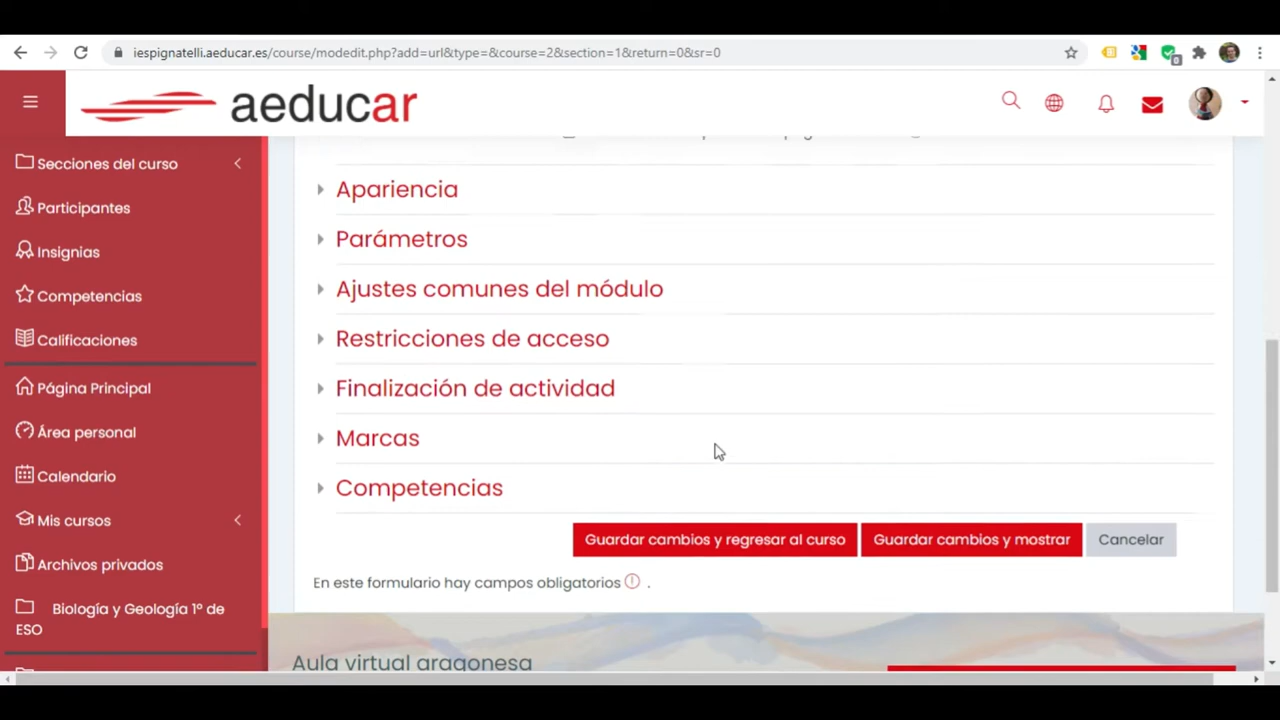 iespignatelli.aeducar.es/course/modedit.php?add=url&type=&course=2&section=1&return=0&sr=0
aeducar
Secciones del curso
Participantes
Insignias
Competencias
Calificaciones
Página Principal
Área personal
Calendario
Mis cursos
Archivos privados
Biología y Geología 1º de
ESO
Apariencia
Parámetros
Ajustes comunes del módulo
Restricciones de acceso
Finalización de actividad
Marcas
Competencias
Guardar cambios y regresar al curso
Guardar cambios y mostrar
Cancelar
En este formulario hay campos obligatorios .
Aula virtual aragonesa